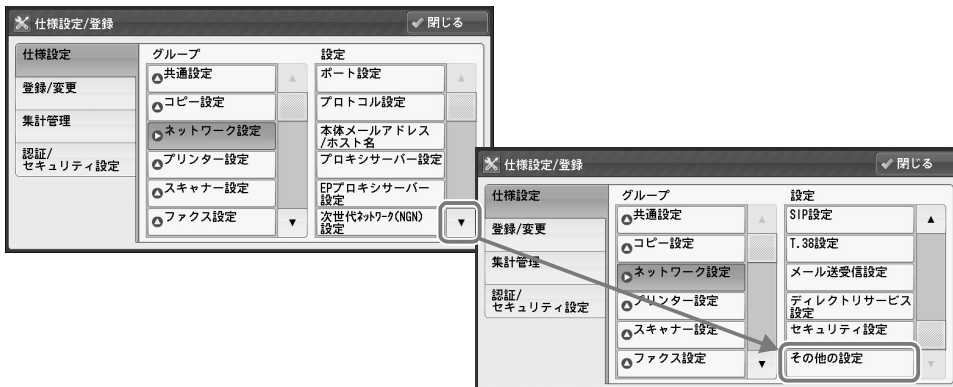 仕様設定/登録
閉じる
仕様設定
登録/変更
集計管理
認証/
セキュリティ設定
グループ
共通設定
コピー設定
ネットワーク設定
プリンター設定
スキャナー設定
ファクス設定
設定
ポート設定
プロトコル設定
本体メールアドレス
/ホスト名
プロキシサーバー設定
EPプロキシサーバー
設定
次世代ネットワーク(NGN)
設定
仕様設定/登録
閉じる
仕様設定
登録/変更
集計管理
認証/
セキュリティ設定
グループ
共通設定
コピー設定
ネットワーク設定
プリンター設定
スキャナー設定
ファクス設定
設定
SIP設定
T.38設定
メール送受信設定
ディレクトリサービス
設定
セキュリティ設定
その他の設定